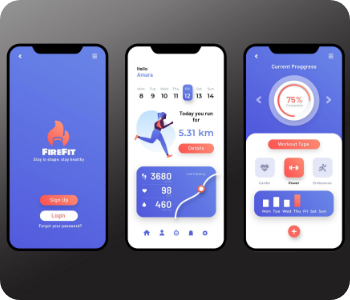 FIREFIT
Stay in shape, stay healthy
Sign Up
Login
Forgot your password?
Hello
Mon Tue Wed Thu Fri Sat Sun
8 9 10 11 12 13 14
Today you run
for
5.31 km
Details
3680
98
460
Current Progress
75%
Workout Type
Cardio
Power
Mon Tue Wed Thu Fri Sat Sun